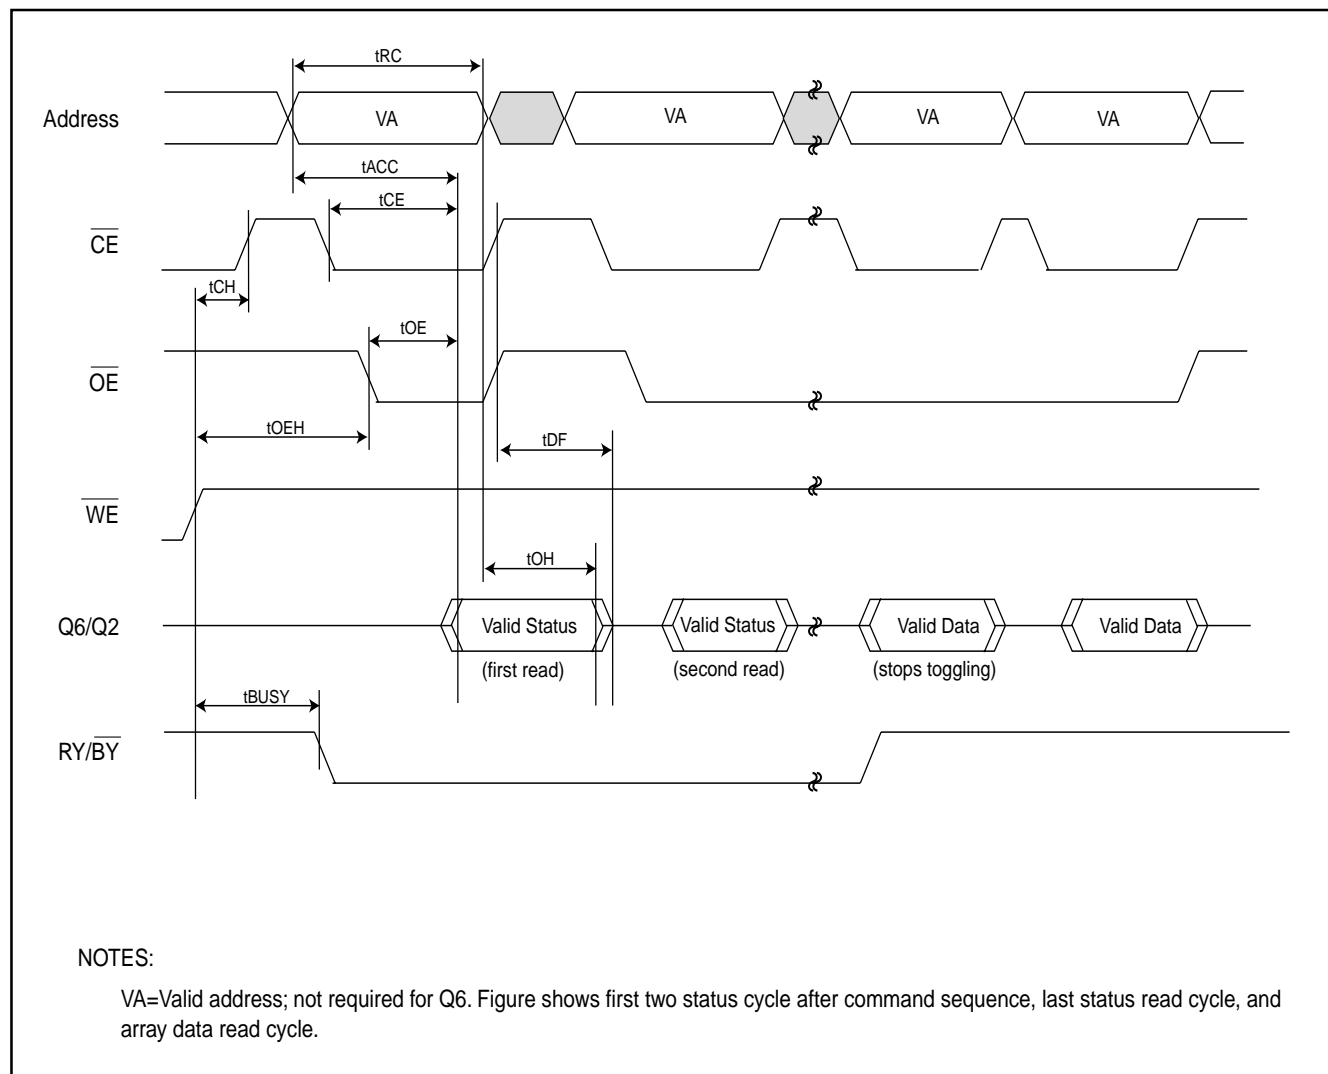 tRC
Address
VA
VA
VA
VA
tACC
tCE
CE
tCH
tOE
OE
tOEH
tDF
WE
tOH
Q6/Q2
Valid Status
Valid Status
Valid Data
Valid Data
(first read)
(second read)
(stops toggling)
tBUSY
RY/BY
NOTES:
VA=Valid address; not required for Q6. Figure shows first two status cycle after command sequence, last status read cycle, and
array data read cycle.